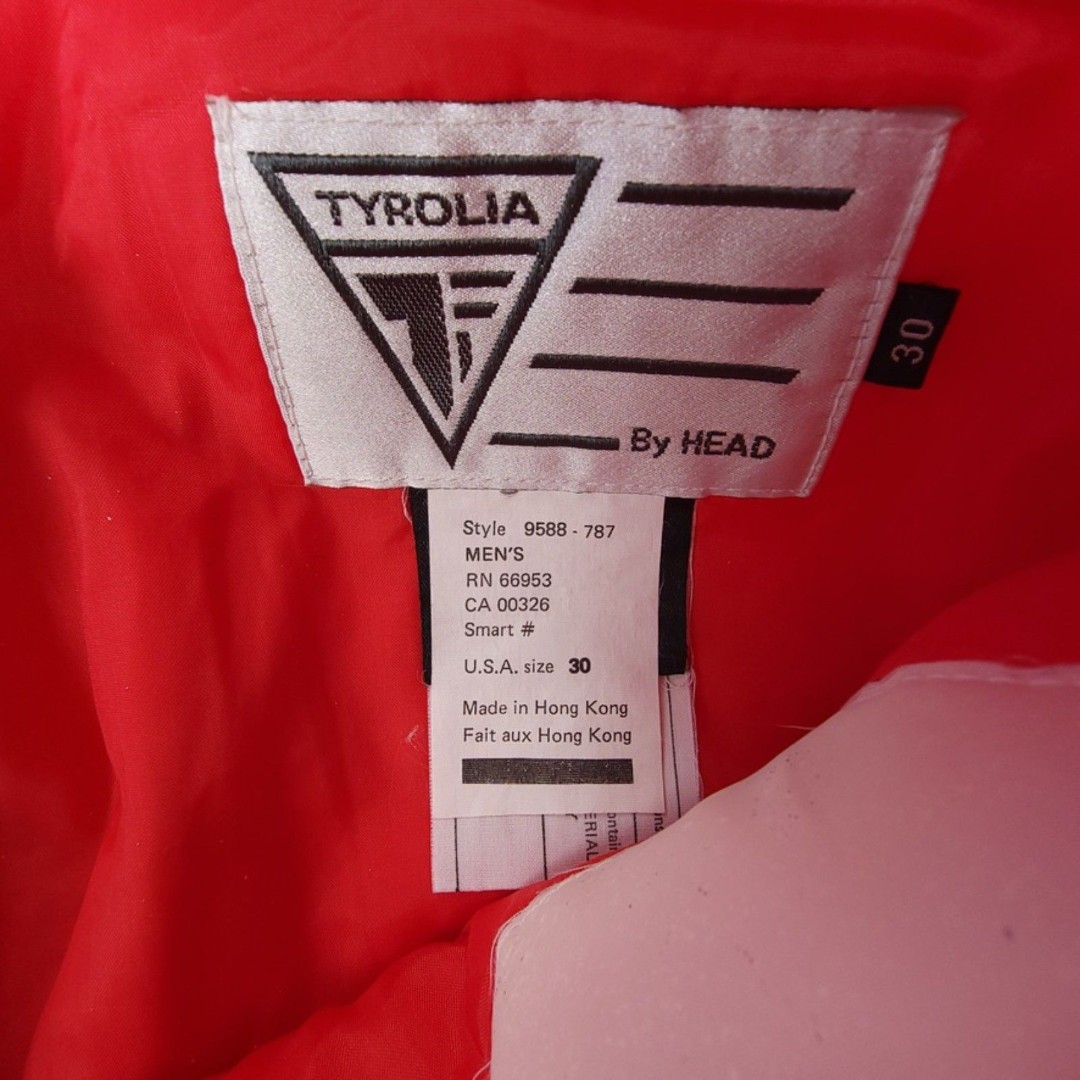 TYROLIA
By HEAD
30
Style 9588 - 787
MEN'S
RN 66953
CA 00326
Smart #
U.S.A. size 30
Made in Hong Kong
Fait aux Hong Kong